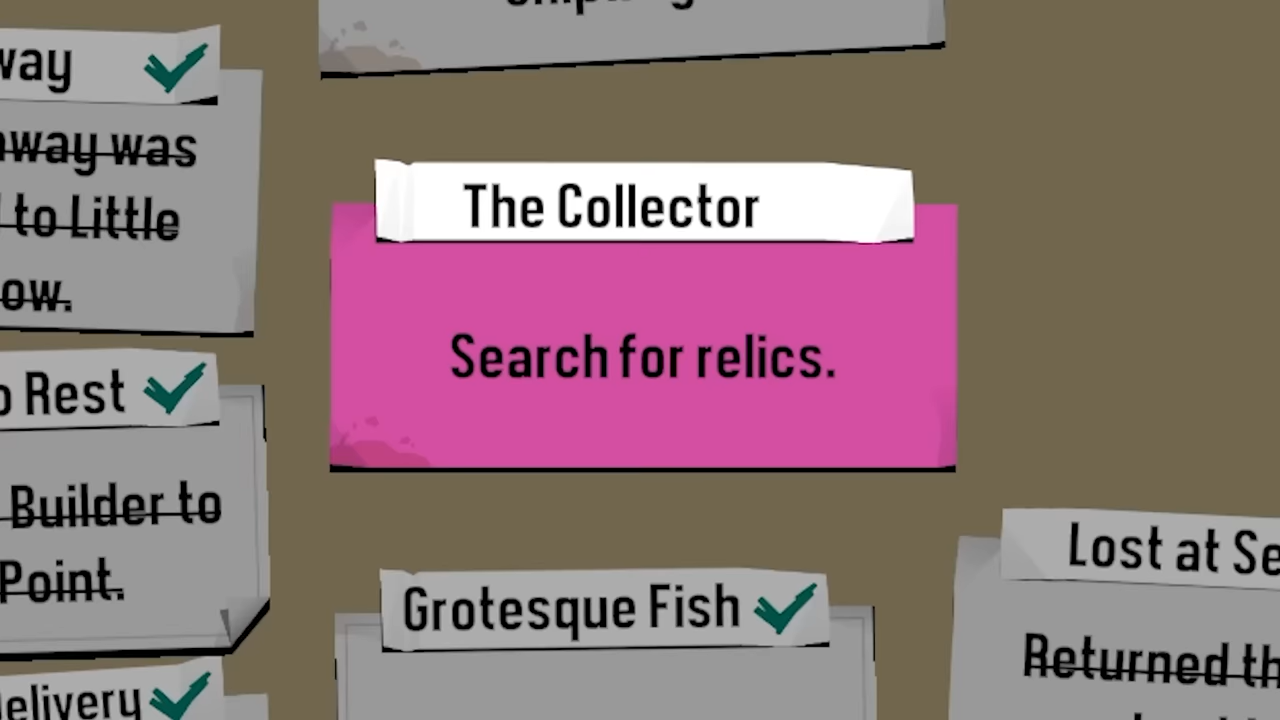 way
away was
to Little
ow.
The Collector
Search for relics.
o Rest
Builder to
Point.
Grotesque Fish
Lost at Se
Returned th
Delivery